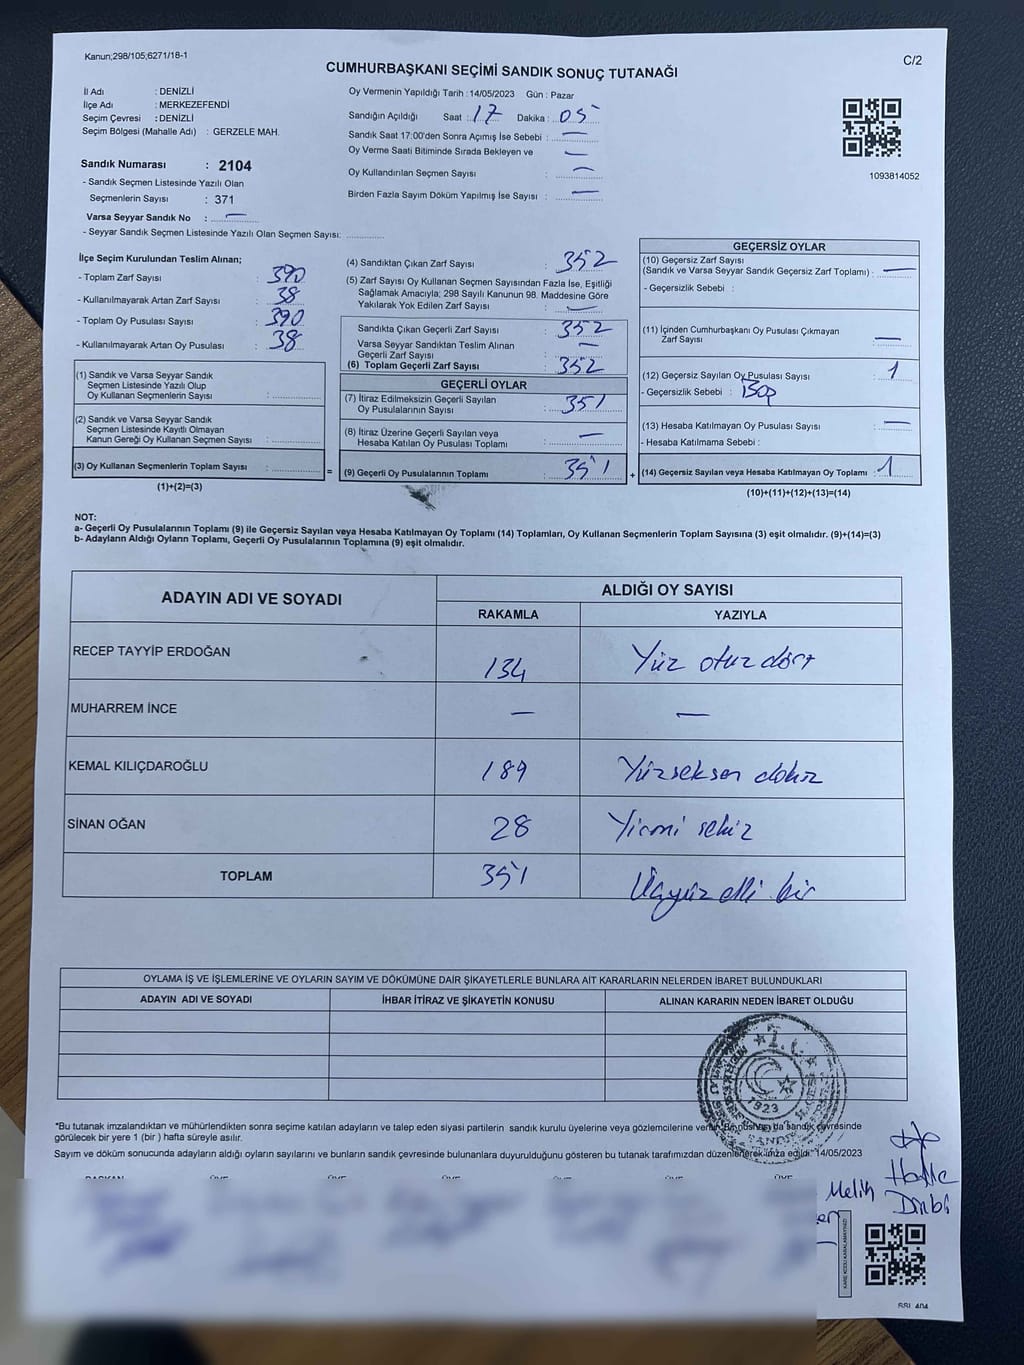 Kanun;298/105;6271/18-1
C/2
CUMHURBAŞKANI SEÇİMİ SANDIK SONUÇ TUTANAĞI
İl Adı : DENİZLİ
İlçe Adı : MERKEZEFENDİ
Seçim Çevresi : DENİZLİ
Seçim Bölgesi (Mahalle Adı) : GERZELE MAH.
Sandık Numarası : 2104
- Sandık Seçmen Listesinde Yazılı Olan
Seçmenlerin Sayısı : 371
Varsa Seyyar Sandık No : —
- Seyyar Sandık Seçmen Listesinde Yazılı Olan Seçmen Sayısı:
Oy Vermenin Yapıldığı Tarih : 14/05/2023 Gün : Pazar
Sandığın Açıldığı Saat : 17 Dakika : 05
Sandık Saat 17:00'den Sonra Açımış İse Sebebi : —
Oy Verme Saati Bitiminde Sırada Bekleyen ve —
Oy Kullandırılan Seçmen Sayısı : —
Birden Fazla Sayım Döküm Yapılmış İse Sayısı : —
1093814052
İlçe Seçim Kurulundan Teslim Alınan;
- Toplam Zarf Sayısı : 390
- Kullanılmayarak Artan Zarf Sayısı : 38
- Toplam Oy Pusulası Sayısı : 390
- Kullanılmayarak Artan Oy Pusulası : 38
(1) Sandık ve Varsa Seyyar Sandık
Seçmen Listesinde Yazılı Olup
Oy Kullanan Seçmenlerin Sayısı :
(2) Sandık ve Varsa Seyyar Sandık
Seçmen Listesinde Kayıtlı Olmayan
Kanun Gereği Oy Kullanan Seçmen Sayısı :
(3) Oy Kullanan Seçmenlerin Toplam Sayısı : =
(1)+(2)=(3)
(4) Sandıktan Çıkan Zarf Sayısı : 352
(5) Zarf Sayısı Oy Kullanan Seçmen Sayısından Fazla İse, Eşitliği
Sağlamak Amacıyla; 298 Sayılı Kanunun 98. Maddesine Göre
Yakılarak Yok Edilen Zarf Sayısı : —
Sandıkta Çıkan Geçerli Zarf Sayısı : 352
Varsa Seyyar Sandıktan Teslim Alınan
Geçerli Zarf Sayısı : —
(6) Toplam Geçerli Zarf Sayısı : 352
GEÇERLİ OYLAR
(7) İtiraz Edilmeksizin Geçerli Sayılan
Oy Pusulalarının Sayısı : 351
(8) İtiraz Üzerine Geçerli Sayılan veya
Hesaba Katılan Oy Pusulası Toplamı : —
(9) Geçerli Oy Pusulalarının Toplamı : 351 +
GEÇERSİZ OYLAR
(10) Geçersiz Zarf Sayısı
(Sandık ve Varsa Seyyar Sandık Geçersiz Zarf Toplamı) : —
- Geçersizlik Sebebi :
(11) İçinden Cumhurbaşkanı Oy Pusulası Çıkmayan
Zarf Sayısı : —
(12) Geçersiz Sayılan Oy Pusulası Sayısı : 1
- Geçersizlik Sebebi : Boş
(13) Hesaba Katılmayan Oy Pusulası Sayısı : —
- Hesaba Katılmama Sebebi :
(14) Geçersiz Sayılan veya Hesaba Katılmayan Oy Toplamı : 1
(10)+(11)+(12)+(13)=(14)
NOT:
a- Geçerli Oy Pusulalarının Toplamı (9) ile Geçersiz Sayılan veya Hesaba Katılmayan Oy Toplamı (14) Toplamları, Oy Kullanan Seçmenlerin Toplam Sayısına (3) eşit olmalıdır. (9)+(14)=(3)
b- Adayların Aldığı Oyların Toplamı, Geçerli Oy Pusulalarının Toplamına (9) eşit olmalıdır.
ADAYIN ADI VE SOYADI
ALDIĞI OY SAYISI
RAKAMLA YAZIYLA
RECEP TAYYİP ERDOĞAN 134 Yüz otuz dört
MUHARREM İNCE — —
KEMAL KILIÇDAROĞLU 189 Yüzseksen dokuz
SİNAN OĞAN 28 Yirmi sekiz
TOPLAM 351 Üçyüz elli bir
OYLAMA İŞ VE İŞLEMLERİNE VE OYLARIN SAYIM VE DÖKÜMÜNE DAİR ŞİKAYETLERLE BUNLARA AİT KARARLARIN NELERDEN İBARET BULUNDUKLARI
ADAYIN ADI VE SOYADI İHBAR İTİRAZ VE ŞİKAYETİN KONUSU ALINAN KARARIN NEDEN İBARET OLDUĞU
T.C.
1923
"Bu tutanak imzalandıktan ve mühürlendikten sonra seçime katılan adayların ve talep eden siyasi partilerin sandık kurulu üyelerine veya gözlemcilerine verilir. Bir nüshası da sandık çevresinde
görülecek bir yere 1 (bir ) hafta süreyle asılır.
Sayım ve döküm sonucunda adayların aldığı oyların sayılarını ve bunların sandık çevresinde bulunanlara duyurulduğunu gösteren bu tutanak tarafımızdan düzenlenerek imza edildi." 14/05/2023
BAŞKAN ÜYE ÜYE ÜYE ÜYE ÜYE ÜYE
Melih
KARE KODU KARALAMAYINIZ!